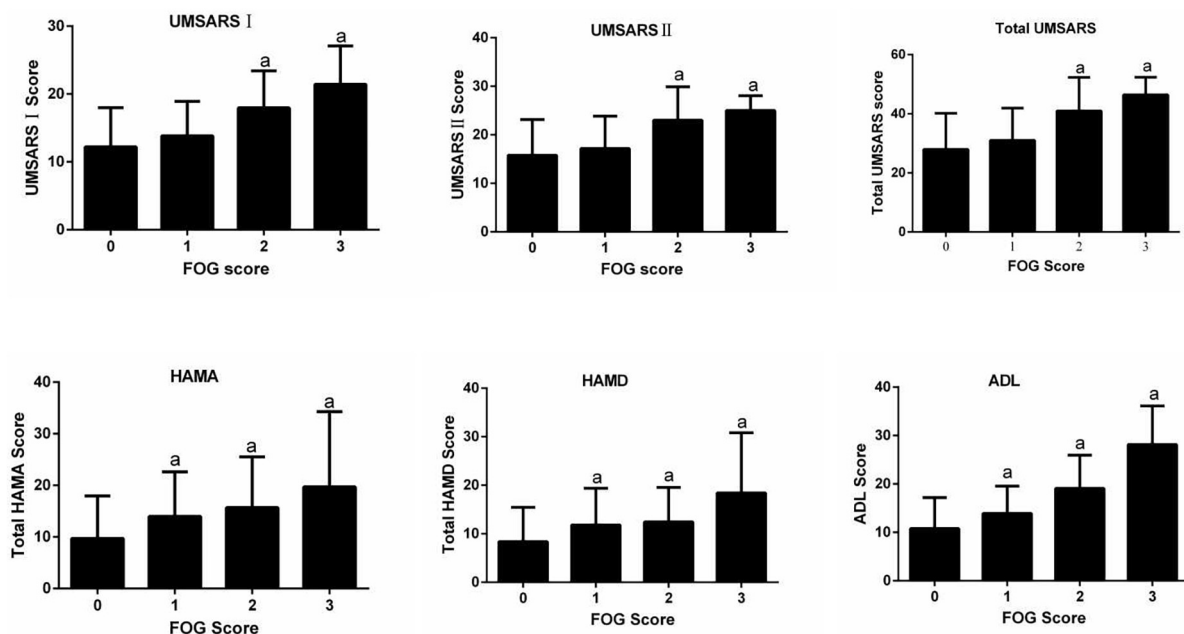 UMSARS Ⅰ
30
20
10
0
UMSARS Ⅰ Score
a
a
0 1 2 3
FOG score
UMSARS Ⅱ
40
30
20
10
0
UMSARS Ⅱ Score
a
a
0 1 2 3
FOG score
Total UMSARS
60
40
20
0
Total UMSARS score
a
a
0 1 2 3
FOG Score
HAMA
40
30
20
10
0
Total HAMA Score
a
a
a
0 1 2 3
FOG Score
HAMD
40
30
20
10
0
Total HAMD Score
a
a
a
0 1 2 3
FOG Score
ADL
40
30
20
10
0
ADL Score
a
a
a
0 1 2 3
FOG Score